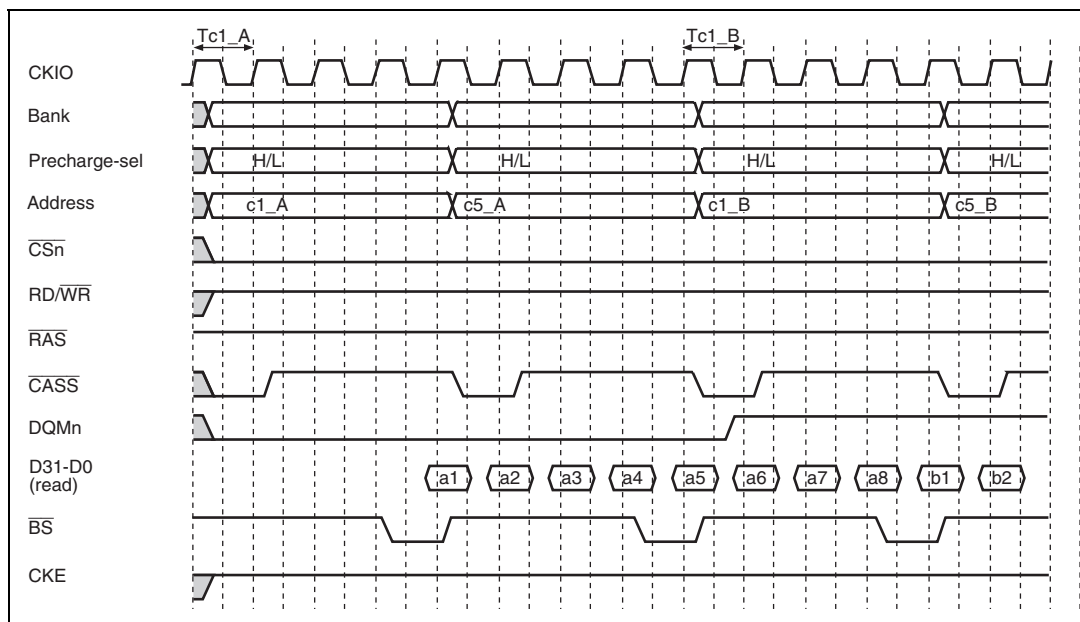 Tc1_A Tc1_B
CKIO
Bank
Precharge-sel H/L H/L H/L H/L
Address c1_A c5_A c1_B c5_B
CSn
RD/WR
RAS
CASS
DQMn
D31-D0
(read) a1 a2 a3 a4 a5 a6 a7 a8 b1 b2
BS
CKE